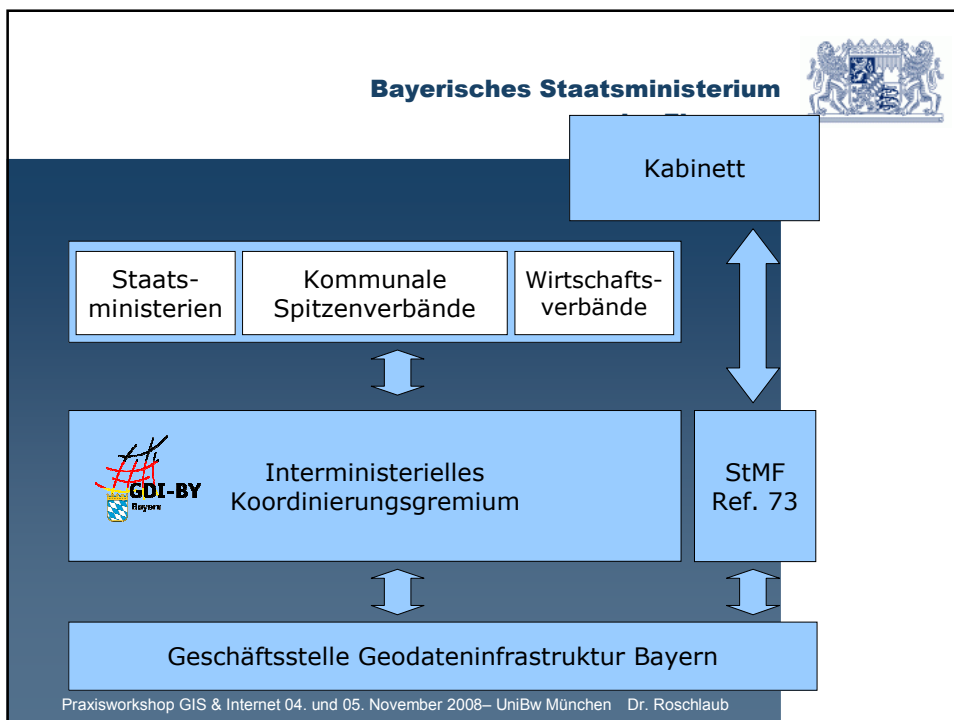 Bayerisches Staatsministerium
Kabinett
Staats-
ministerien
Kommunale
Spitzenverbände
Wirtschafts-
verbände
GDI-BY
Bayern
Interministerielles
Koordinierungsgremium
StMF
Ref. 73
Geschäftsstelle Geodateninfrastruktur Bayern
Praxisworkshop GIS & Internet 04. und 05. November 2008– UniBw München Dr. Roschlaub